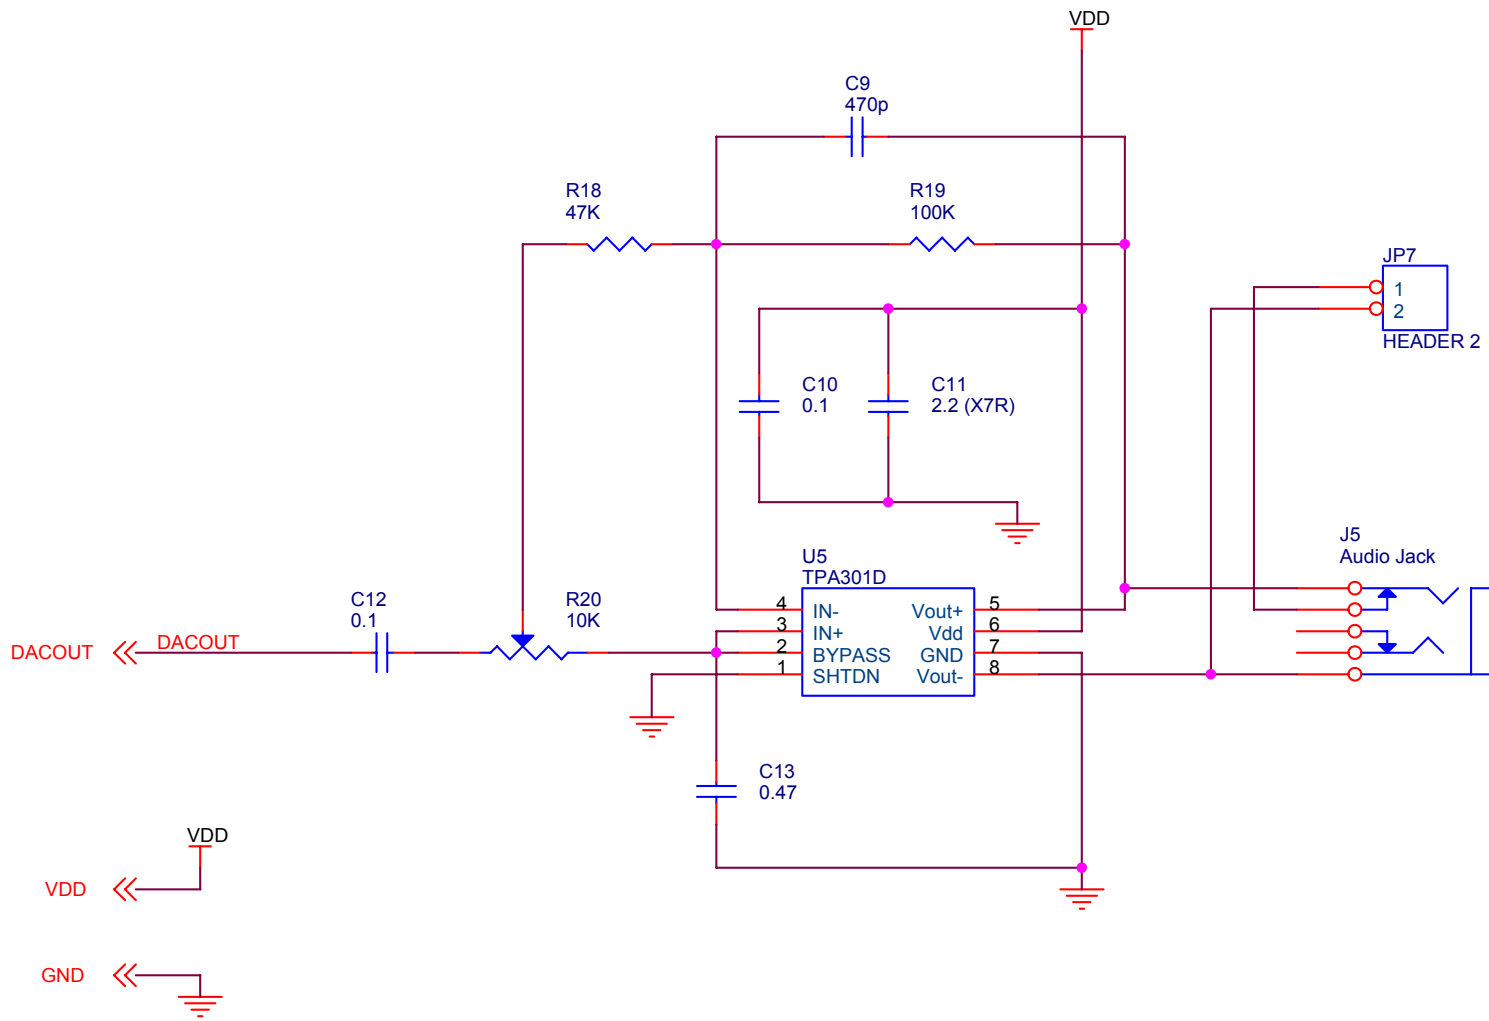 VDD
C9
470p
R18
47K
R19
100K
JP7
1
2
HEADER 2
C10
0.1
C11
2.2 (X7R)
J5
Audio Jack
U5
TPA301D
C12
0.1
R20
10K
4 IN- Vout+ 5
3 IN+ Vdd 6
2 BYPASS GND 7
1 SHTDN Vout- 8
DACOUT DACOUT
C13
0.47
VDD
VDD
GND